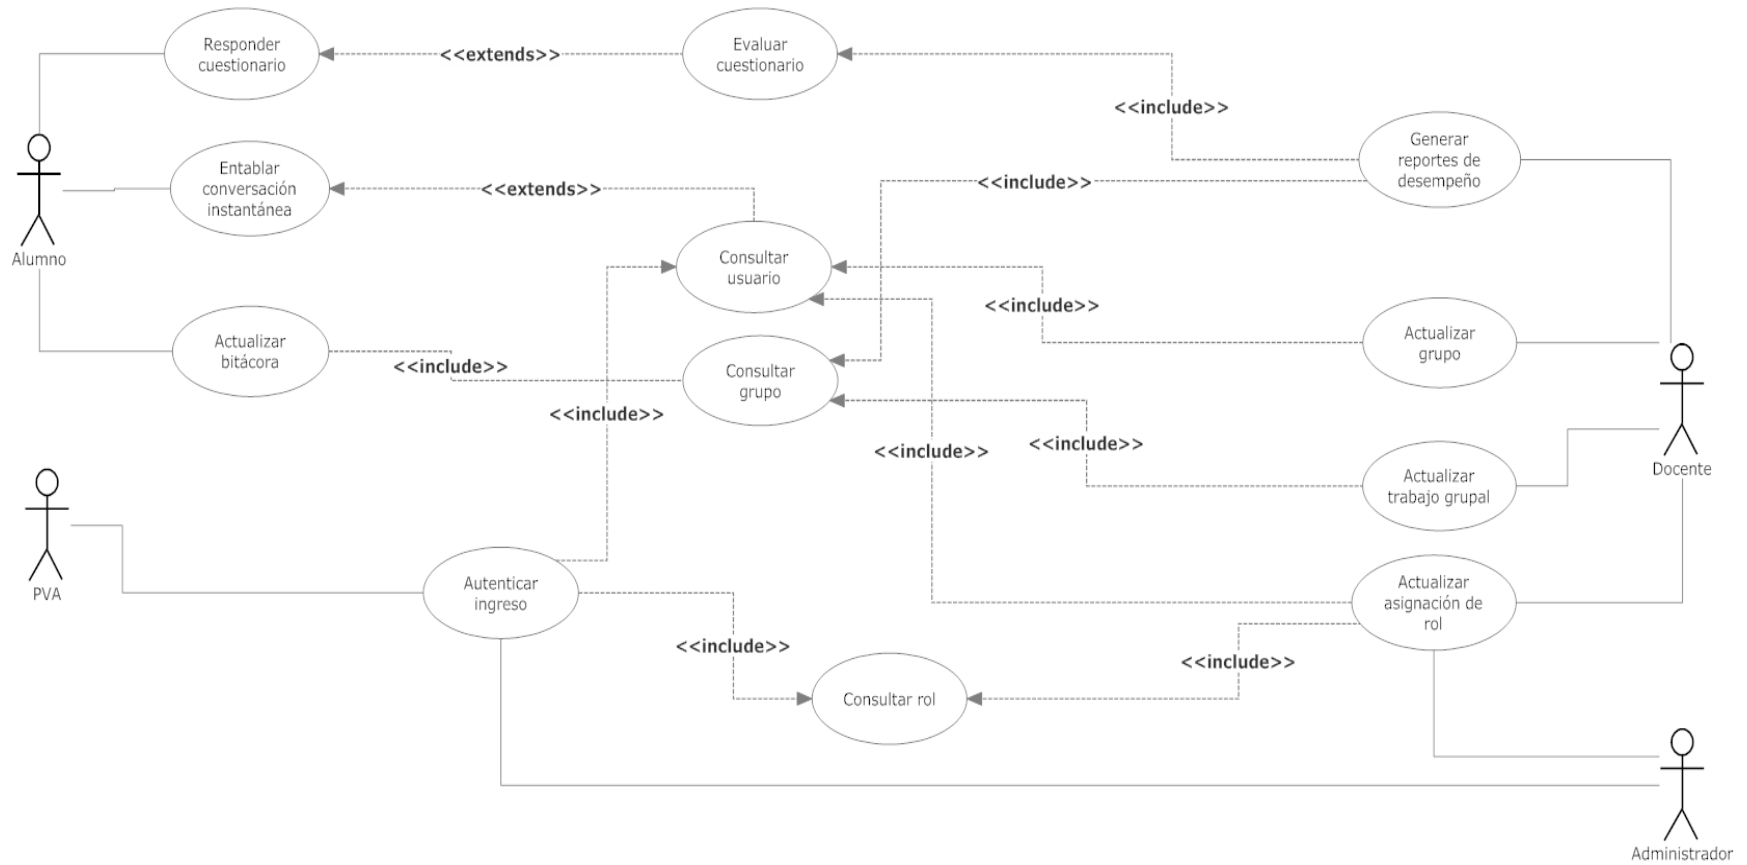 Responder
cuestionario
<<extends>>
Evaluar
cuestionario
<<include>>
Generar
reportes de
desempeño
Entablar
conversación
instantánea
<<extends>>
<<include>>
Alumno
Consultar
usuario
<<include>>
Actualizar
grupo
Actualizar
bitácora
<<include>>
Consultar
grupo
<<include>>
<<include>>
<<include>>
Actualizar
trabajo grupal
Docente
PVA
Autenticar
ingreso
Actualizar
asignación de
rol
<<include>>
<<include>>
Consultar rol
Administrador